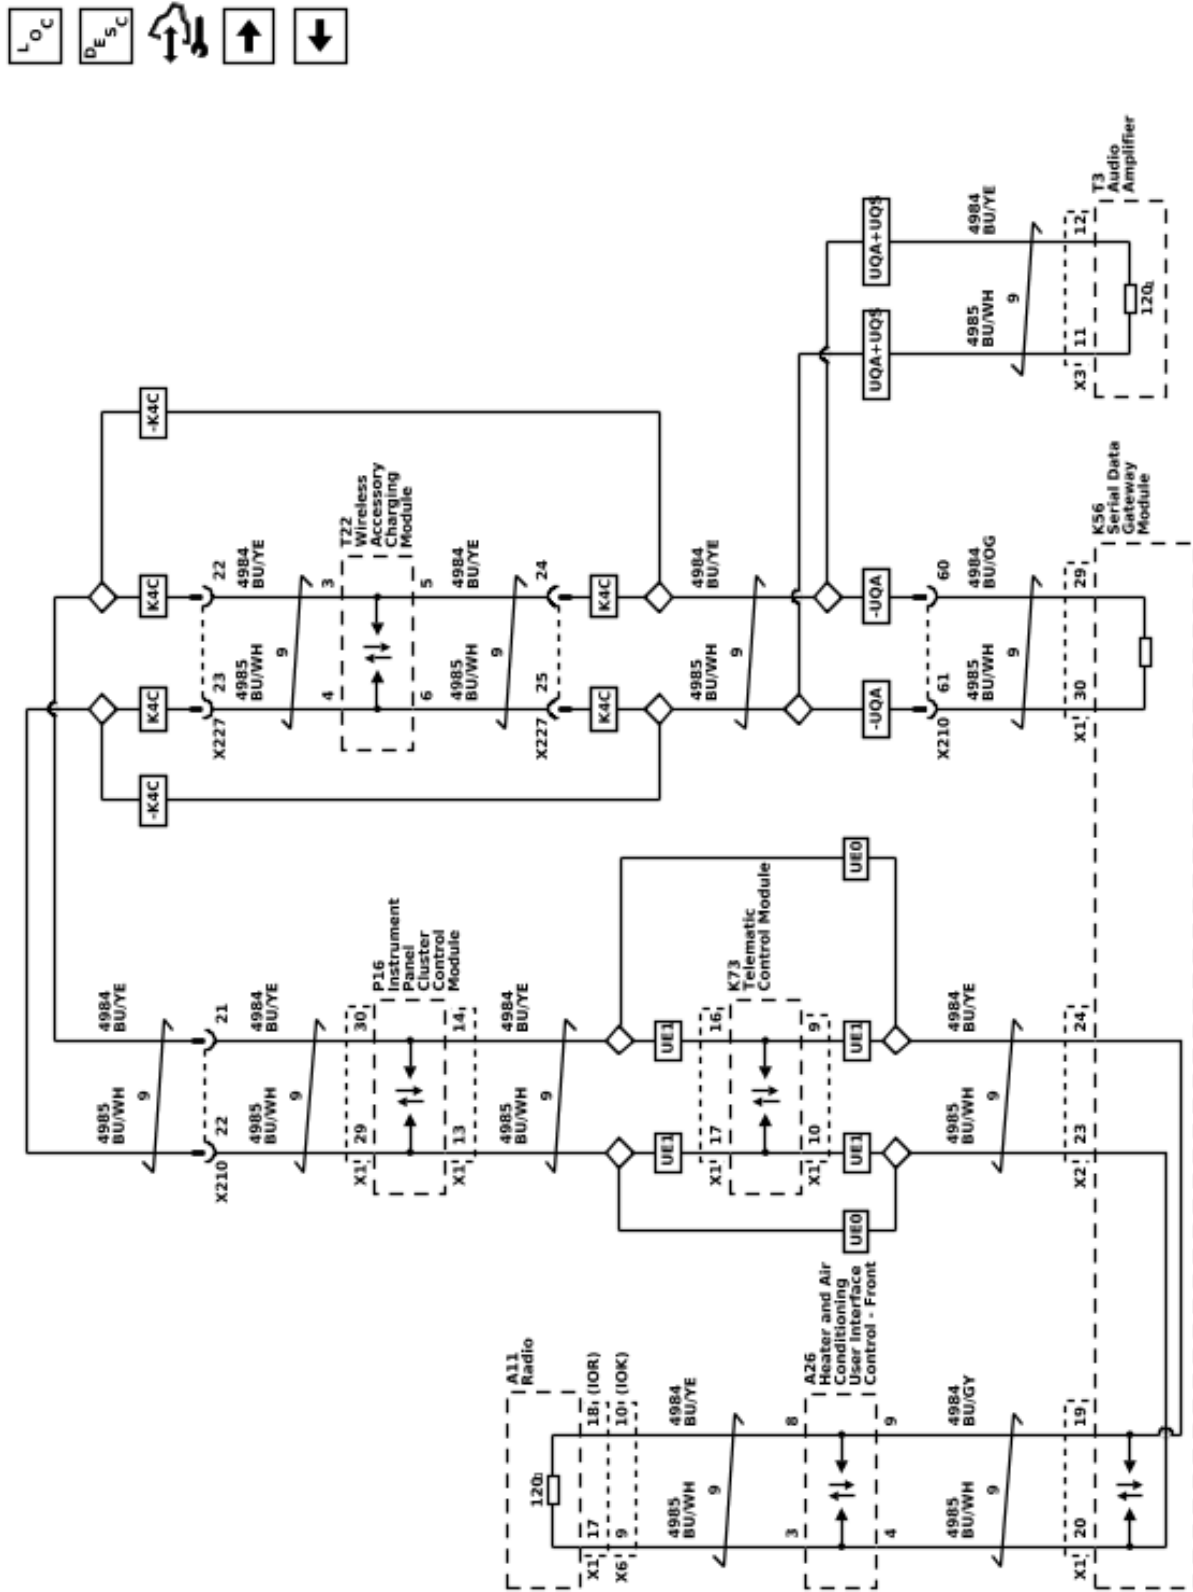 LOC
DESC
4985
BU/WH
4984
BU/YE
9
X210
22
21
4985
BU/WH
4984
BU/YE
9
X1
29
30
P16
Instrument
Panel
Cluster
Control
Module
X1
13
14
4985
BU/WH
4984
BU/YE
9
UE1
UE1
X1
17
16
K73
Telematic
Control Module
X1
10
9
UE0
UE1
UE1
UE0
4985
BU/WH
4984
BU/YE
9
X2
23
24
A11
Radio
120Ω
X1
17
18
(IOR)
X6
9
10
(IOK)
4985
BU/WH
4984
BU/YE
9
3
8
A26
Heater and Air
Conditioning
User Interface
Control - Front
4
9
4985
BU/WH
4984
BU/GY
9
X1
20
19
-K4C
K4C
K4C
-K4C
X227
23
22
4985
BU/WH
4984
BU/YE
9
4
3
T22
Wireless
Accessory
Charging
Module
6
5
4985
BU/WH
4984
BU/YE
9
X227
25
24
K4C
K4C
4985
BU/WH
4984
BU/YE
9
-UQA
-UQA
X210
61
60
4985
BU/WH
4984
BU/OG
9
X1
30
29
K56
Serial Data
Gateway
Module
UQA+UQS
UQA+UQS
4985
BU/WH
4984
BU/YE
9
X3
11
12
T3
Audio
Amplifier
120Ω